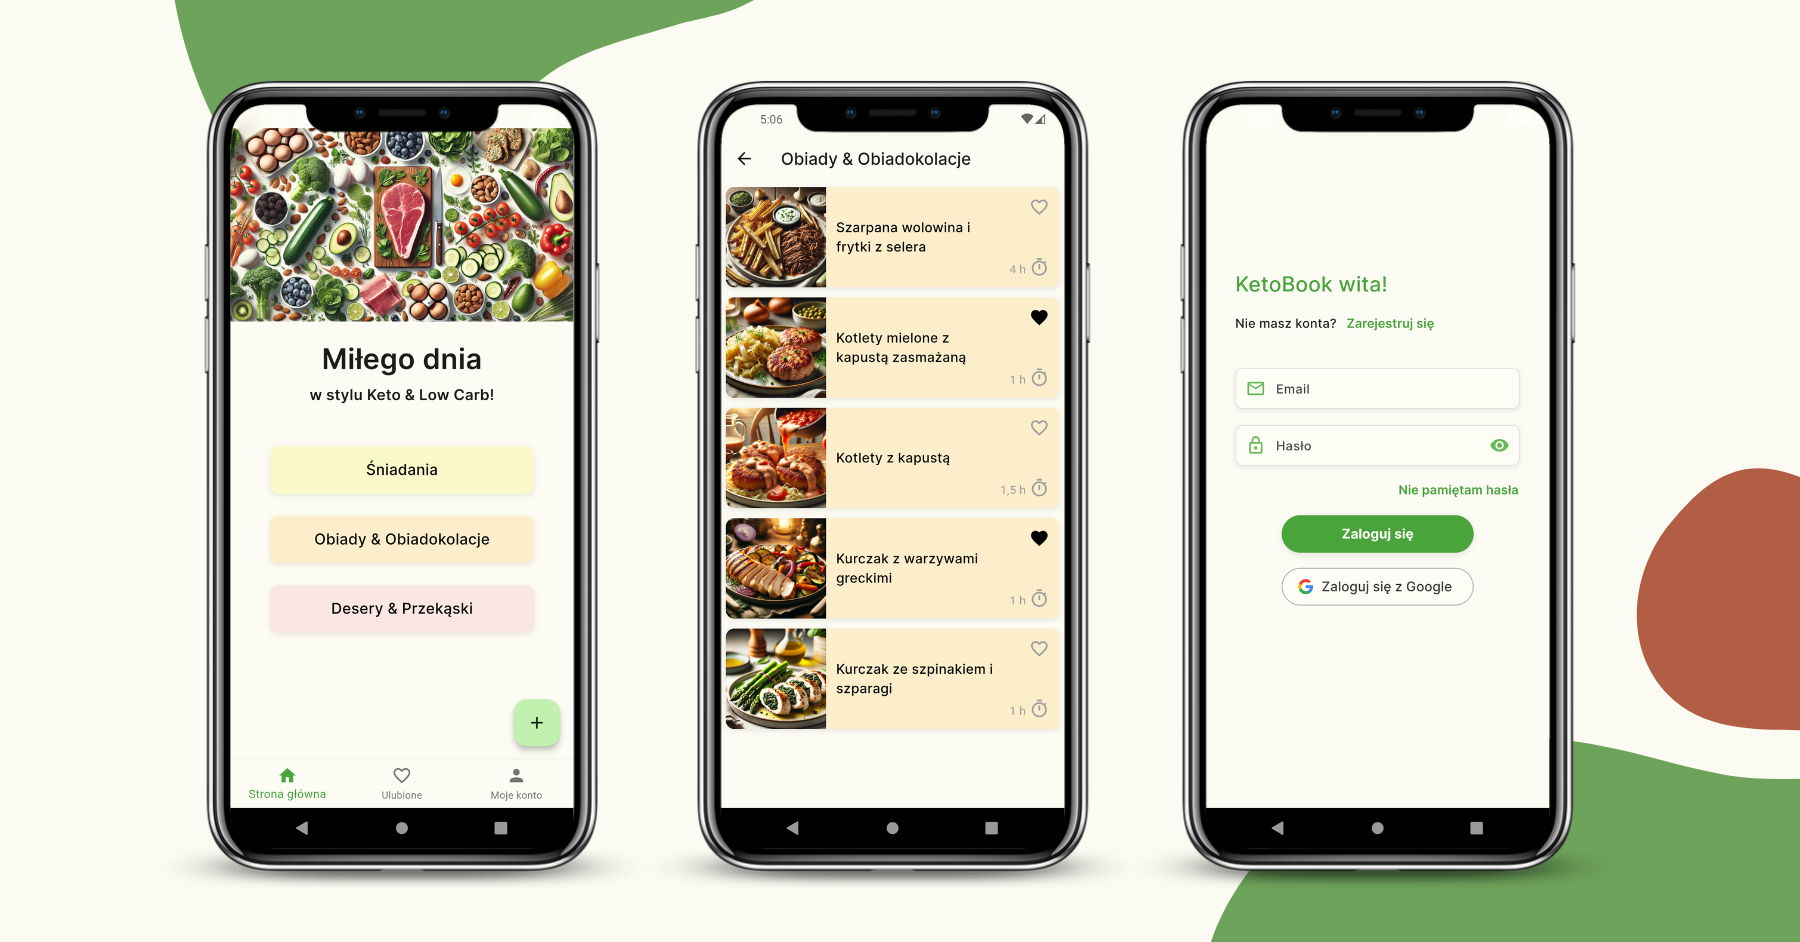 Miłego dnia
w stylu Keto & Low Carb!
Śniadania
Obiady & Obiadokolacje
Desery & Przekąski
+
Strona główna
Ulubione
Moje konto
5:06
Obiady & Obiadokolacje
Szarpana wolowina i
frytki z selera
4 h
Kotlety mielone z
kapustą zasmażaną
1 h
Kotlety z kapustą
1,5 h
Kurczak z warzywami
greckimi
1 h
Kurczak ze szpinakiem i
szparagi
1 h
KetoBook wita!
Nie masz konta? Zarejestruj się
Email
Hasło
Nie pamiętam hasła
Zaloguj się
Zaloguj się z Google